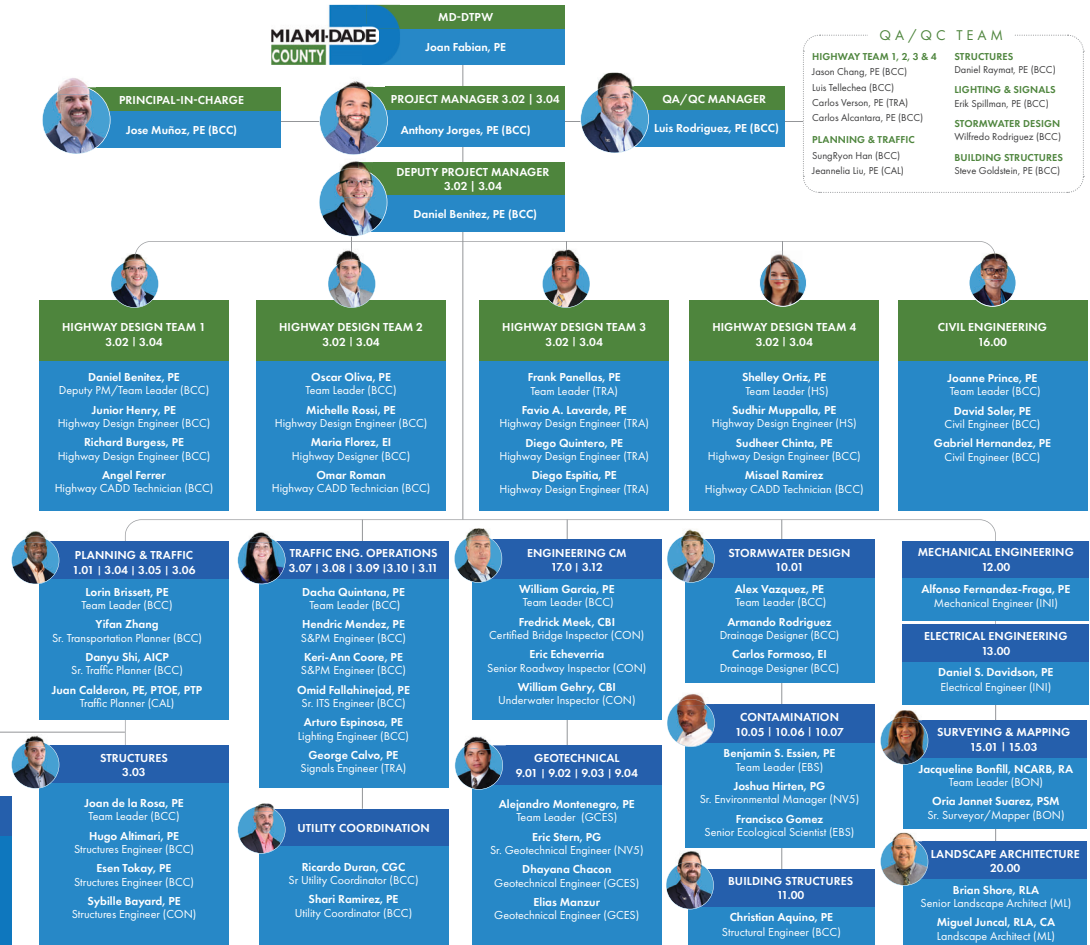 MD-DTPW
MIAMI-DADE
COUNTY
Joan Fabian, PE
PRINCIPAL-IN-CHARGE
Jose Muñoz, PE (BCC)
PROJECT MANAGER 3.02 | 3.04
Anthony Jorges, PE (BCC)
QA/QC MANAGER
Luis Rodriguez, PE (BCC)
DEPUTY PROJECT MANAGER
3.02 | 3.04
Daniel Benitez, PE (BCC)
QA/QC TEAM
HIGHWAY TEAM 1, 2, 3 & 4
Jason Chang, PE (BCC)
Luis Tellechea (BCC)
Carlos Verson, PE (TRA)
Carlos Alcantara, PE (BCC)
PLANNING & TRAFFIC
SungRyon Han (BCC)
Jeannelia Liu, PE (CAL)
STRUCTURES
Daniel Raymat, PE (BCC)
LIGHTING & SIGNALS
Erik Spillman, PE (BCC)
STORMWATER DESIGN
Wilfredo Rodriguez (BCC)
BUILDING STRUCTURES
Steve Goldstein, PE (BCC)
HIGHWAY DESIGN TEAM 1
3.02 | 3.04
Daniel Benitez, PE
Deputy PM/Team Leader (BCC)
Junior Henry, PE
Highway Design Engineer (BCC)
Richard Burgess, PE
Highway Design Engineer (BCC)
Angel Ferrer
Highway CADD Technician (BCC)
HIGHWAY DESIGN TEAM 2
3.02 | 3.04
Oscar Oliva, PE
Team Leader (BCC)
Michelle Rossi, PE
Highway Design Engineer (BCC)
Maria Florez, EI
Highway Designer (BCC)
Omar Roman
Highway CADD Technician (BCC)
HIGHWAY DESIGN TEAM 3
3.02 | 3.04
Frank Panellas, PE
Team Leader (TRA)
Favio A. Lavarde, PE
Highway Design Engineer (TRA)
Diego Quintero, PE
Highway Design Engineer (TRA)
Diego Espitia, PE
Highway Design Engineer (TRA)
HIGHWAY DESIGN TEAM 4
3.02 | 3.04
Shelley Ortiz, PE
Team Leader (HS)
Sudhir Muppalla, PE
Highway Design Engineer (HS)
Sudheer Chinta, PE
Highway Design Engineer (BCC)
Misael Ramirez
Highway CADD Technician (BCC)
CIVIL ENGINEERING
16.00
Joanne Prince, PE
Team Leader (BCC)
David Soler, PE
Civil Engineer (BCC)
Gabriel Hernandez, PE
Civil Engineer (BCC)
PLANNING & TRAFFIC
1.01 | 3.04 | 3.05 | 3.06
Lorin Brissett, PE
Team Leader (BCC)
Yifan Zhang
Sr. Transportation Planner (BCC)
Danyu Shi, AICP
Sr. Traffic Planner (BCC)
Juan Calderon, PE, PTOE, PTP
Traffic Planner (CAL)
STRUCTURES
3.03
Joan de la Rosa, PE
Team Leader (BCC)
Hugo Altimari, PE
Structures Engineer (BCC)
Esen Tokay, PE
Structures Engineer (BCC)
Sybille Bayard, PE
Structures Engineer (CON)
TRAFFIC ENG. OPERATIONS
3.07 | 3.08 | 3.09 |3.10 | 3.11
Dacha Quintana, PE
Team Leader (BCC)
Hendric Mendez, PE
S&PM Engineer (BCC)
Keri-Ann Coore, PE
S&PM Engineer (BCC)
Omid Fallahinejad, PE
Sr. ITS Engineer (BCC)
Arturo Espinosa, PE
Lighting Engineer (BCC)
George Calvo, PE
Signals Engineer (TRA)
UTILITY COORDINATION
Ricardo Duran, CGC
Sr Utility Coordinator (BCC)
Shari Ramirez, PE
Utility Coordinator (BCC)
ENGINEERING CM
17.0 | 3.12
William Garcia, PE
Team Leader (BCC)
Fredrick Meek, CBI
Certified Bridge Inspector (CON)
Eric Echeverria
Senior Roadway Inspector (CON)
William Gehry, CBI
Underwater Inspector (CON)
GEOTECHNICAL
9.01 | 9.02 | 9.03 | 9.04
Alejandro Montenegro, PE
Team Leader (GCES)
Eric Stern, PG
Sr. Geotechnical Engineer (NV5)
Dhayana Chacon
Geotechnical Engineer (GCES)
Elias Manzur
Geotechnical Engineer (GCES)
STORMWATER DESIGN
10.01
Alex Vazquez, PE
Team Leader (BCC)
Armando Rodriguez
Drainage Designer (BCC)
Carlos Formoso, EI
Drainage Designer (BCC)
CONTAMINATION
10.05 | 10.06 | 10.07
Benjamin S. Essien, PE
Team Leader (EBS)
Joshua Hirten, PG
Sr. Environmental Manager (NV5)
Francisco Gomez
Senior Ecological Scientist (EBS)
BUILDING STRUCTURES
11.00
Christian Aquino, PE
Structural Engineer (BCC)
MECHANICAL ENGINEERING
12.00
Alfonso Fernandez-Fraga, PE
Mechanical Engineer (INI)
ELECTRICAL ENGINEERING
13.00
Daniel S. Davidson, PE
Electrical Engineer (INI)
SURVEYING & MAPPING
15.01 | 15.03
Jacqueline Bonfill, NCARB, RA
Team Leader (BON)
Oria Jannet Suarez, PSM
Sr. Surveyor/Mapper (BON)
LANDSCAPE ARCHITECTURE
20.00
Brian Shore, RLA
Senior Landscape Architect (ML)
Miguel Juncal, RLA, CA
Landscape Architect (ML)